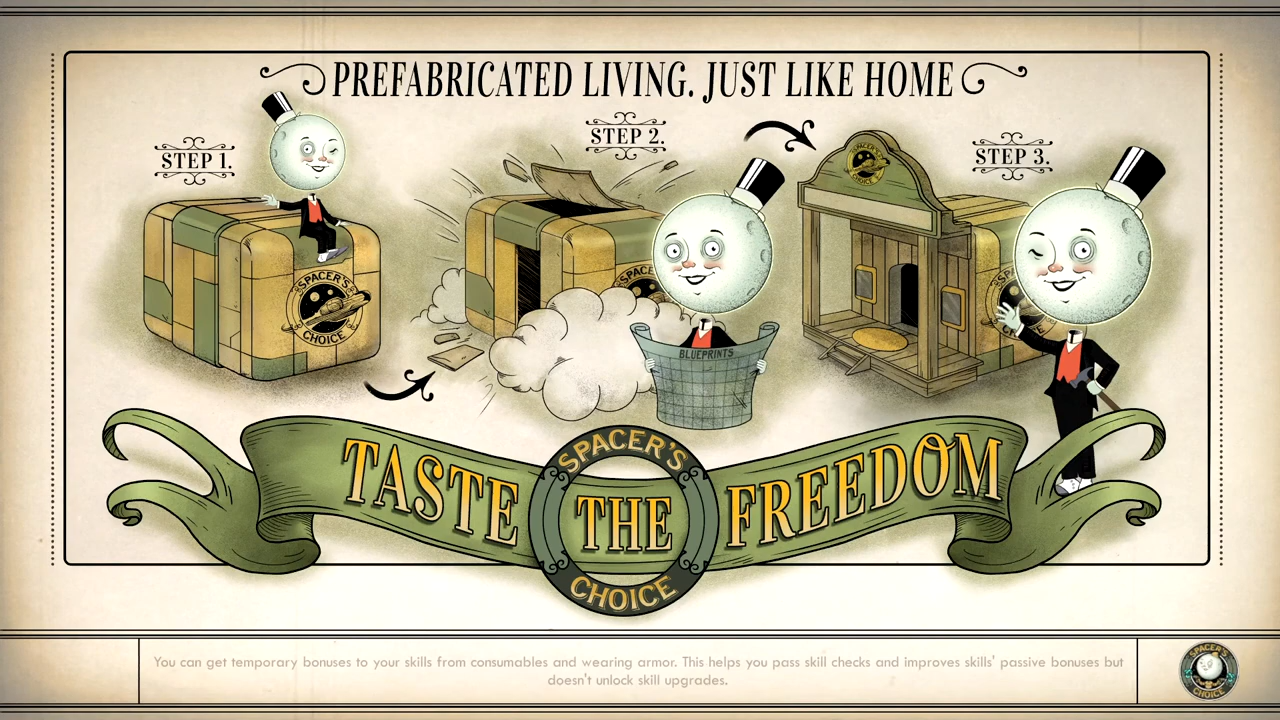 PREFABRICATED LIVING. JUST LIKE HOME
STEP 1.
STEP 2.
STEP 3.
SPACER'S
CHOICE
SPACER'S
SPACER'S
BLUEPRINTS
TASTE THE FREEDOM
SPACER'S
CHOICE
You can get temporary bonuses to your skills from consumables and wearing armor. This helps you pass skill checks and improves skills' passive bonuses but
doesn't unlock skill upgrades.
SPACER'S
CHOICE